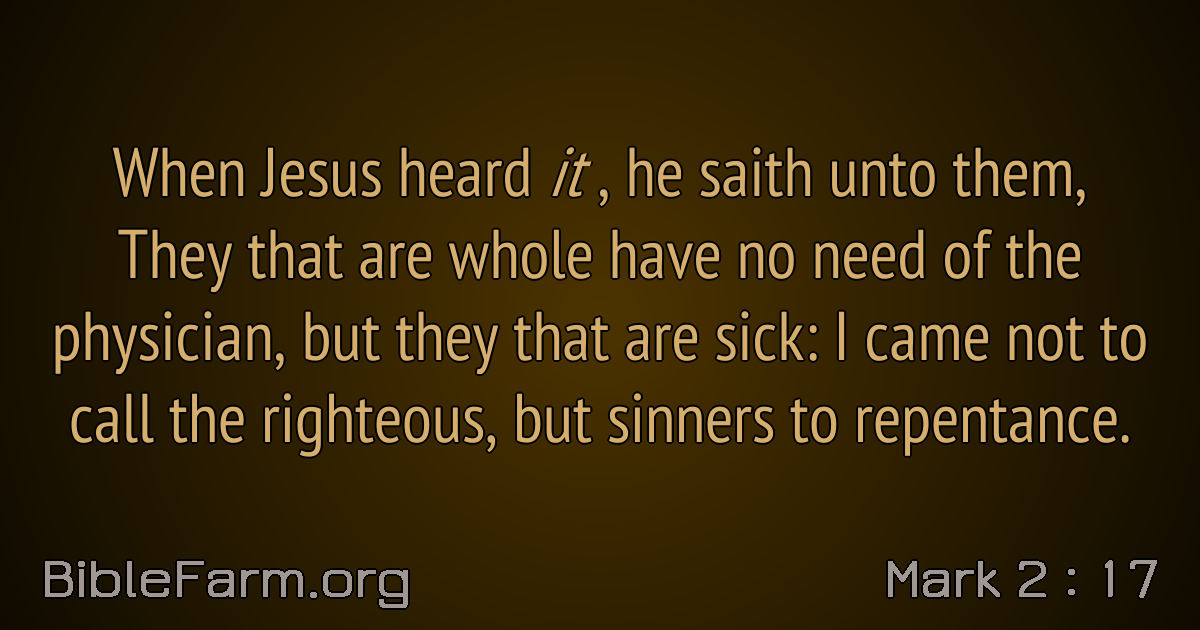 When Jesus heard it , he saith unto them,
They that are whole have no need of the
physician, but they that are sick: I came not to
call the righteous, but sinners to repentance.
BibleFarm.org
Mark 2 : 17